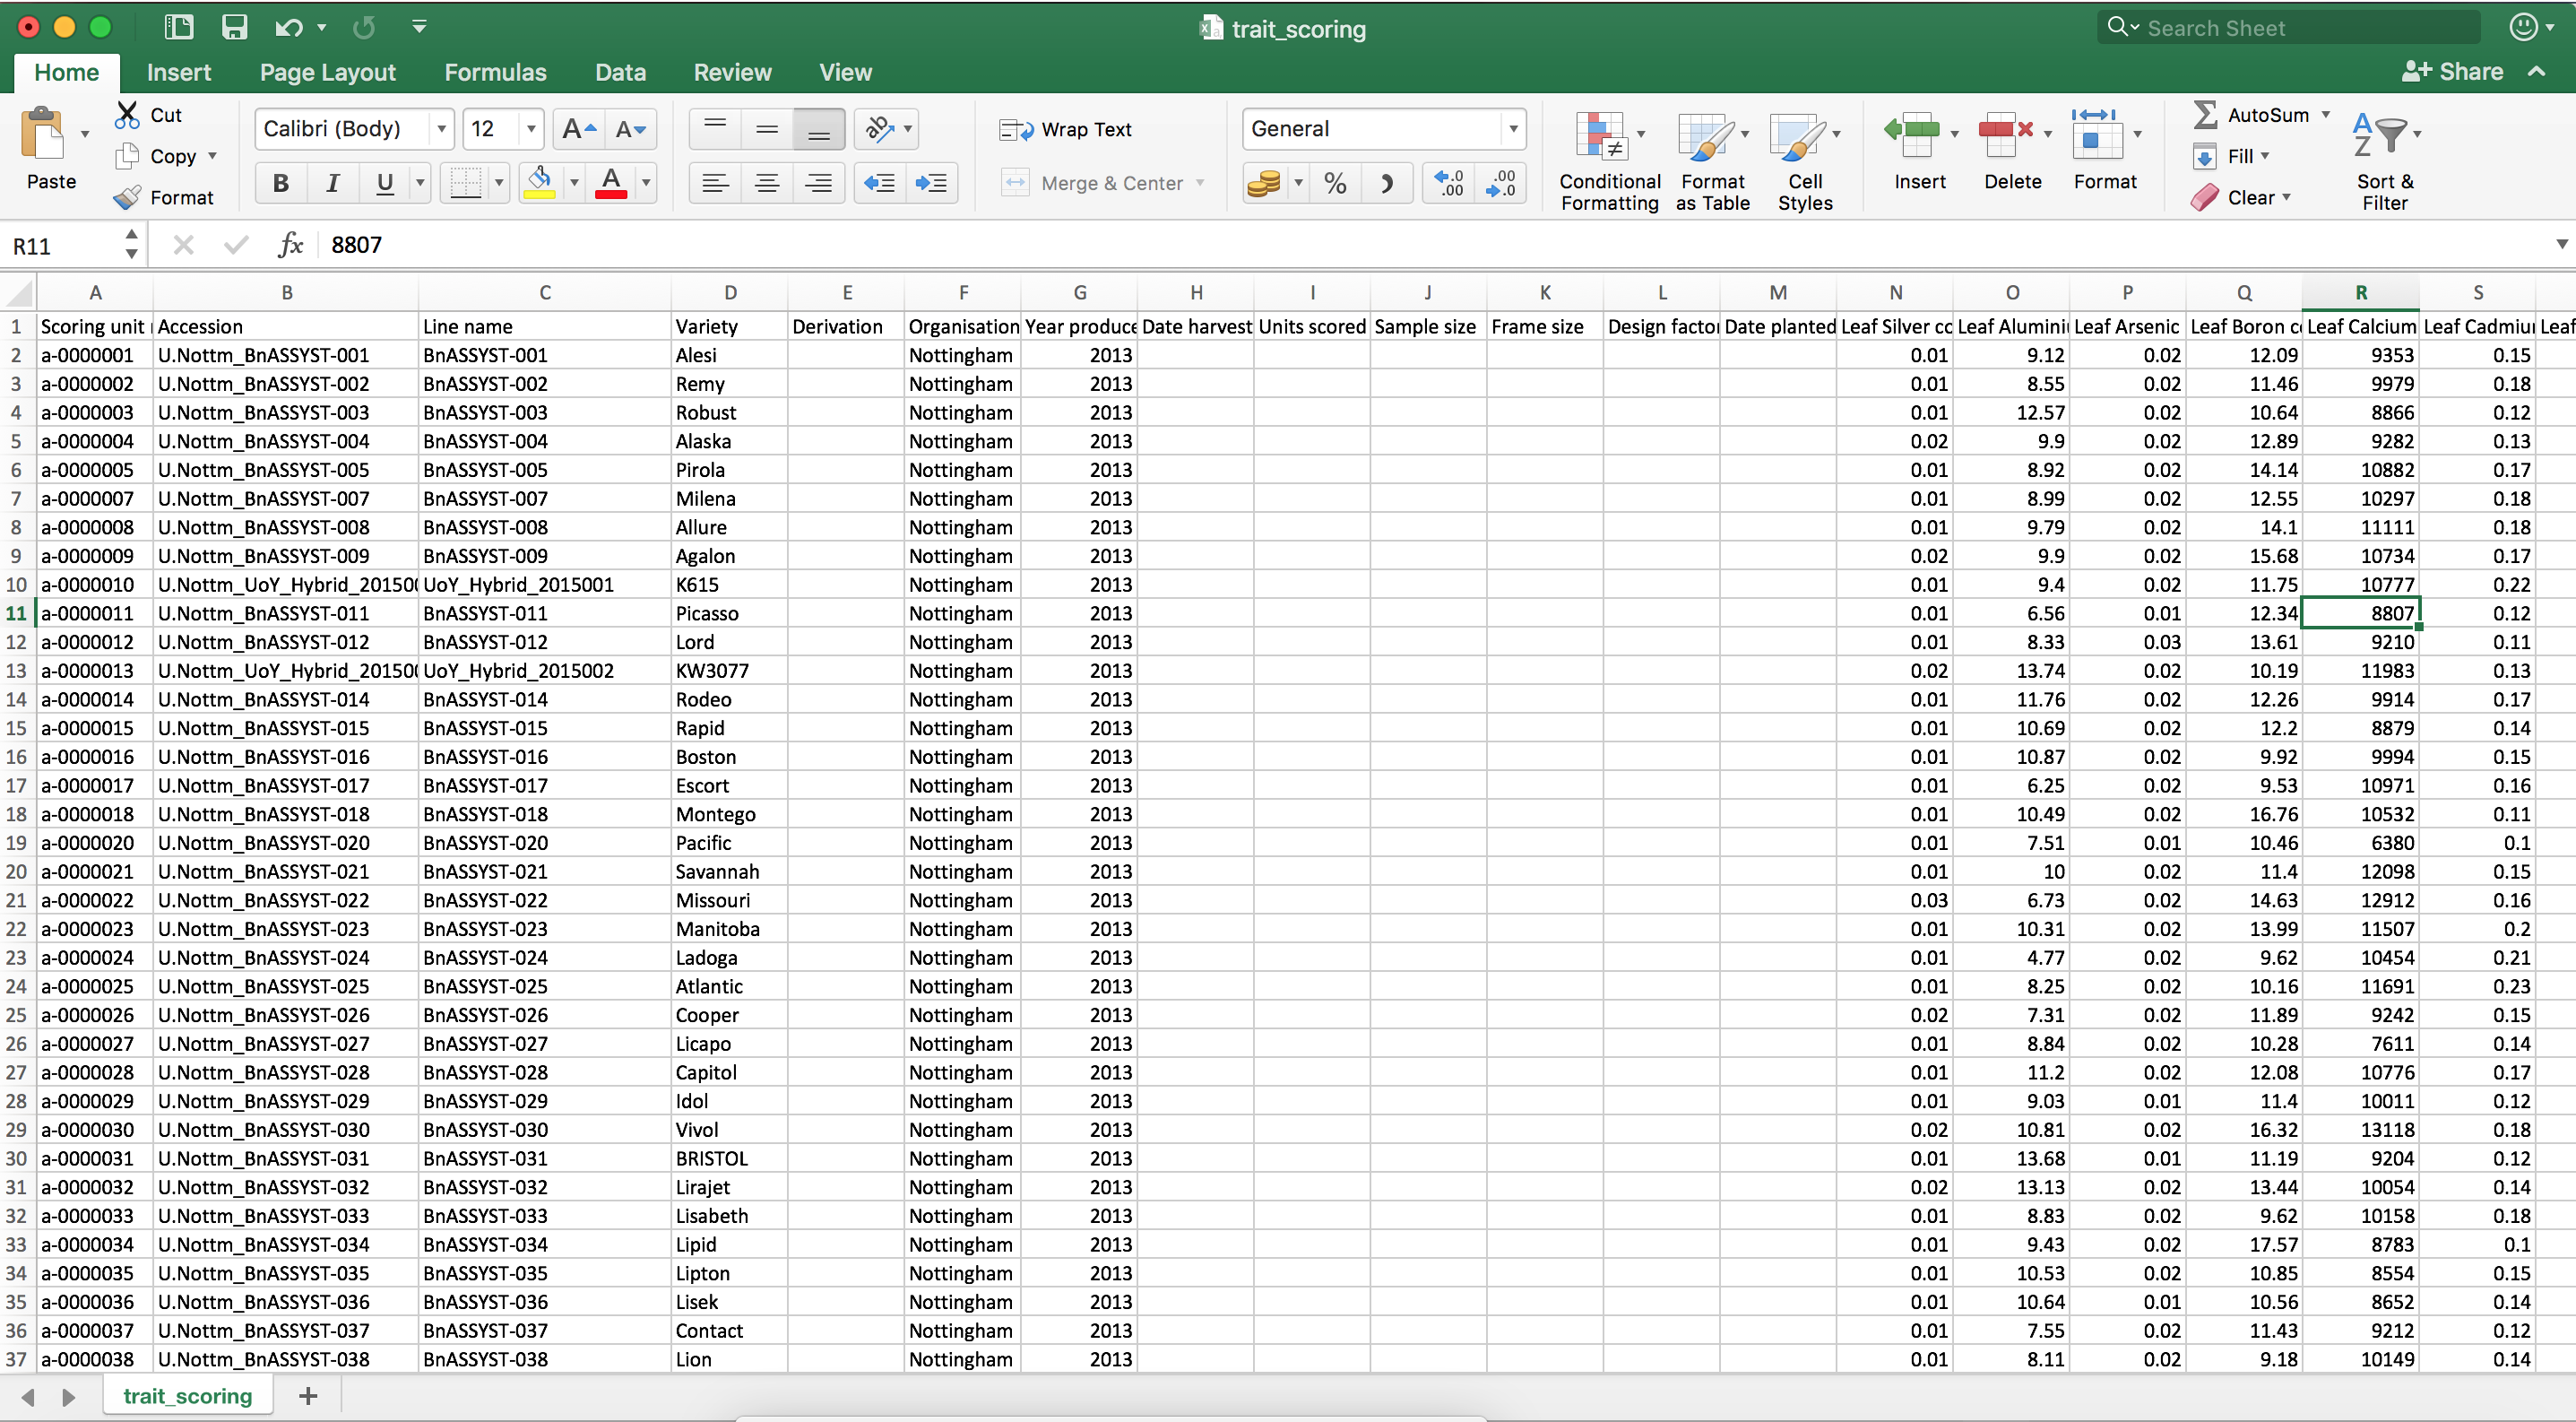 trait_scoring
Search Sheet
Home Insert Page Layout Formulas Data Review View Share
Cut AutoSum
Calibri (Body) 12 Wrap Text General
Copy Fill
Paste B I U A Merge & Center % Conditional Formatting Format as Table Cell Styles Insert Delete Format Sort & Filter
Format Clear
R11 fx 8807
A B C D E F G H I J K L M N O P Q R S
1 Scoring unit Accession Line name Variety Derivation Organisation Year produce Date harvest Units scored Sample size Frame size Design factor Date planted Leaf Silver co Leaf Alumini Leaf Arsenic Leaf Boron co Leaf Calcium Leaf Cadmiu Leaf
2 a-0000001 U.Nottm_BnASSYST-001 BnASSYST-001 Alesi Nottingham 2013 0.01 9.12 0.02 12.09 9353 0.15
3 a-0000002 U.Nottm_BnASSYST-002 BnASSYST-002 Remy Nottingham 2013 0.01 8.55 0.02 11.46 9979 0.18
4 a-0000003 U.Nottm_BnASSYST-003 BnASSYST-003 Robust Nottingham 2013 0.01 12.57 0.02 10.64 8866 0.12
5 a-0000004 U.Nottm_BnASSYST-004 BnASSYST-004 Alaska Nottingham 2013 0.02 9.9 0.02 12.89 9282 0.13
6 a-0000005 U.Nottm_BnASSYST-005 BnASSYST-005 Pirola Nottingham 2013 0.01 8.92 0.02 14.14 10882 0.17
7 a-0000007 U.Nottm_BnASSYST-007 BnASSYST-007 Milena Nottingham 2013 0.01 8.99 0.02 12.55 10297 0.18
8 a-0000008 U.Nottm_BnASSYST-008 BnASSYST-008 Allure Nottingham 2013 0.01 9.79 0.02 14.1 11111 0.18
9 a-0000009 U.Nottm_BnASSYST-009 BnASSYST-009 Agalon Nottingham 2013 0.02 9.9 0.02 15.68 10734 0.17
10 a-0000010 U.Nottm_UoY_Hybrid_201500 UoY_Hybrid_2015001 K615 Nottingham 2013 0.01 9.4 0.02 11.75 10777 0.22
11 a-0000011 U.Nottm_BnASSYST-011 BnASSYST-011 Picasso Nottingham 2013 0.01 6.56 0.01 12.34 8807 0.12
12 a-0000012 U.Nottm_BnASSYST-012 BnASSYST-012 Lord Nottingham 2013 0.01 8.33 0.03 13.61 9210 0.11
13 a-0000013 U.Nottm_UoY_Hybrid_201500 UoY_Hybrid_2015002 KW3077 Nottingham 2013 0.02 13.74 0.02 10.19 11983 0.13
14 a-0000014 U.Nottm_BnASSYST-014 BnASSYST-014 Rodeo Nottingham 2013 0.01 11.76 0.02 12.26 9914 0.17
15 a-0000015 U.Nottm_BnASSYST-015 BnASSYST-015 Rapid Nottingham 2013 0.01 10.69 0.02 12.2 8879 0.14
16 a-0000016 U.Nottm_BnASSYST-016 BnASSYST-016 Boston Nottingham 2013 0.01 10.87 0.02 9.92 9994 0.15
17 a-0000017 U.Nottm_BnASSYST-017 BnASSYST-017 Escort Nottingham 2013 0.01 6.25 0.02 9.53 10971 0.16
18 a-0000018 U.Nottm_BnASSYST-018 BnASSYST-018 Montego Nottingham 2013 0.01 10.49 0.02 16.76 10532 0.11
19 a-0000020 U.Nottm_BnASSYST-020 BnASSYST-020 Pacific Nottingham 2013 0.01 7.51 0.01 10.46 6380 0.1
20 a-0000021 U.Nottm_BnASSYST-021 BnASSYST-021 Savannah Nottingham 2013 0.01 10 0.02 11.4 12098 0.15
21 a-0000022 U.Nottm_BnASSYST-022 BnASSYST-022 Missouri Nottingham 2013 0.03 6.73 0.02 14.63 12912 0.16
22 a-0000023 U.Nottm_BnASSYST-023 BnASSYST-023 Manitoba Nottingham 2013 0.01 10.31 0.02 13.99 11507 0.2
23 a-0000024 U.Nottm_BnASSYST-024 BnASSYST-024 Ladoga Nottingham 2013 0.01 4.77 0.02 9.62 10454 0.21
24 a-0000025 U.Nottm_BnASSYST-025 BnASSYST-025 Atlantic Nottingham 2013 0.01 8.25 0.02 10.16 11691 0.23
25 a-0000026 U.Nottm_BnASSYST-026 BnASSYST-026 Cooper Nottingham 2013 0.02 7.31 0.02 11.89 9242 0.15
26 a-0000027 U.Nottm_BnASSYST-027 BnASSYST-027 Licapo Nottingham 2013 0.01 8.84 0.02 10.28 7611 0.14
27 a-0000028 U.Nottm_BnASSYST-028 BnASSYST-028 Capitol Nottingham 2013 0.01 11.2 0.02 12.08 10776 0.17
28 a-0000029 U.Nottm_BnASSYST-029 BnASSYST-029 Idol Nottingham 2013 0.01 9.03 0.01 11.4 10011 0.12
29 a-0000030 U.Nottm_BnASSYST-030 BnASSYST-030 Vivol Nottingham 2013 0.02 10.81 0.02 16.32 13118 0.18
30 a-0000031 U.Nottm_BnASSYST-031 BnASSYST-031 BRISTOL Nottingham 2013 0.01 13.68 0.01 11.19 9204 0.12
31 a-0000032 U.Nottm_BnASSYST-032 BnASSYST-032 Lirajet Nottingham 2013 0.02 13.13 0.02 13.44 10054 0.14
32 a-0000033 U.Nottm_BnASSYST-033 BnASSYST-033 Lisabeth Nottingham 2013 0.01 8.83 0.02 9.62 10158 0.18
33 a-0000034 U.Nottm_BnASSYST-034 BnASSYST-034 Lipid Nottingham 2013 0.01 9.43 0.02 17.57 8783 0.1
34 a-0000035 U.Nottm_BnASSYST-035 BnASSYST-035 Lipton Nottingham 2013 0.01 10.53 0.02 10.85 8554 0.15
35 a-0000036 U.Nottm_BnASSYST-036 BnASSYST-036 Lisek Nottingham 2013 0.01 10.64 0.01 10.56 8652 0.14
36 a-0000037 U.Nottm_BnASSYST-037 BnASSYST-037 Contact Nottingham 2013 0.01 7.55 0.02 11.43 9212 0.12
37 a-0000038 U.Nottm_BnASSYST-038 BnASSYST-038 Lion Nottingham 2013 0.01 8.11 0.02 9.18 10149 0.14
trait_scoring +